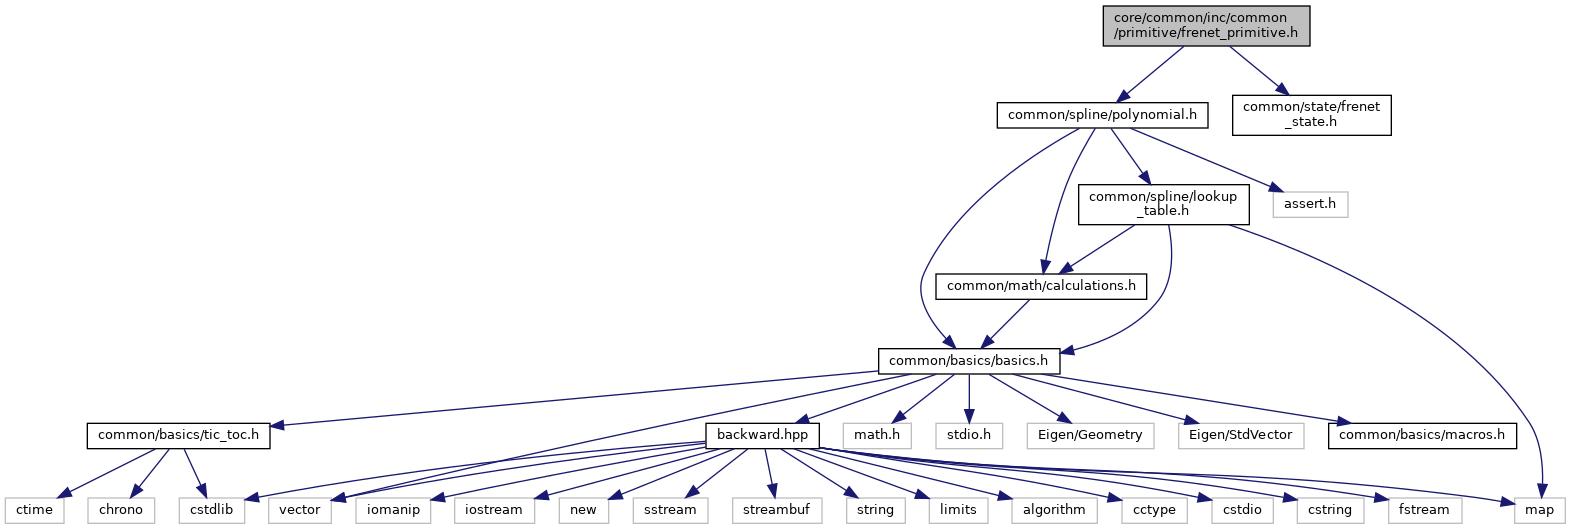 core/common/inc/common
/primitive/frenet_primitive.h
common/spline/polynomial.h
common/state/frenet
_state.h
common/spline/lookup
_table.h
assert.h
common/math/calculations.h
common/basics/basics.h
common/basics/tic_toc.h
backward.hpp
math.h
stdio.h
Eigen/Geometry
Eigen/StdVector
common/basics/macros.h
ctime
chrono
cstdlib
vector
iomanip
iostream
new
sstream
streambuf
string
limits
algorithm
cctype
cstdio
cstring
fstream
map